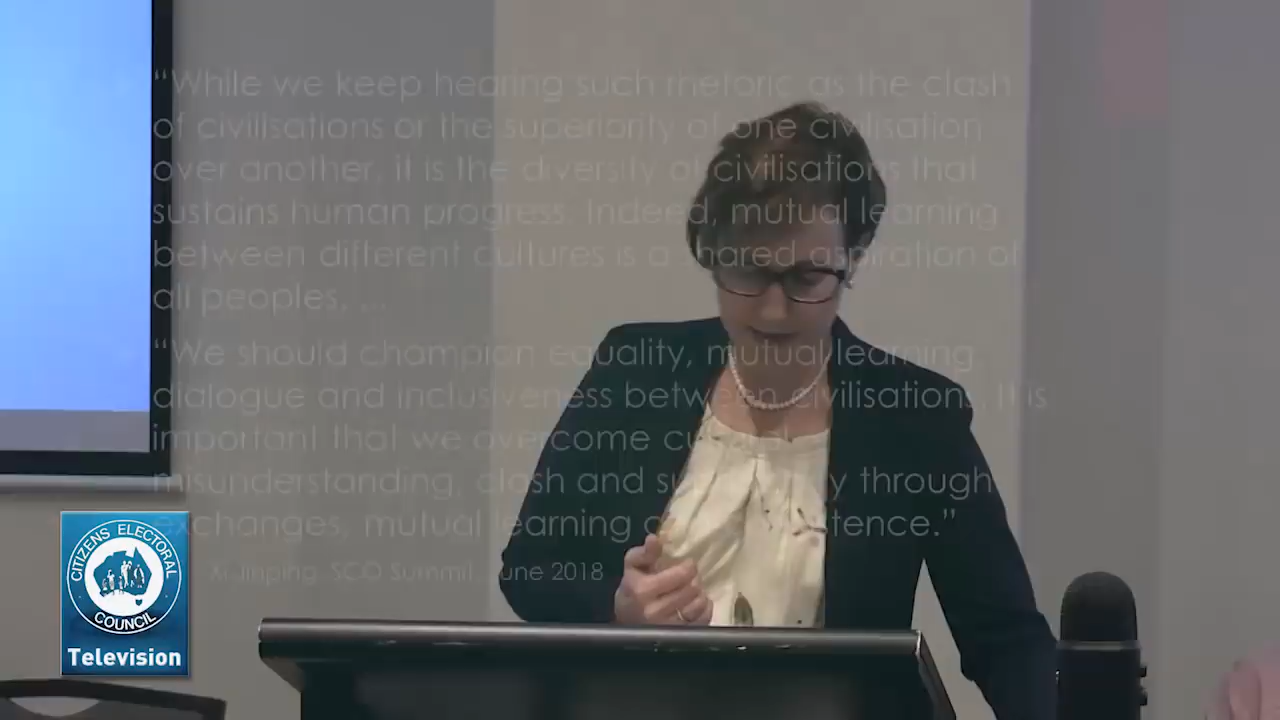 “While we keep hearing such rhetoric as the clash
of civilisations or the superiority of one civilisation
over another, it is the diversity of civilisations that
sustains human progress. Indeed, mutual learning
between different cultures is a shared aspiration of
all peoples, ...
“We should champion equality, mutual learning
dialogue and inclusiveness between civilisations. It is
important that we overcome
misunderstanding, clash and through
exchanges, mutual learning
Xi Jinping, SCO Summit, June 2018
CITIZENS ELECTORAL
COUNCIL
Television